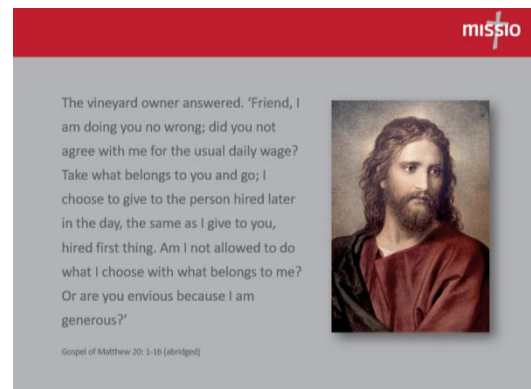 missio
The vineyard owner answered. ‘Friend, I
am doing you no wrong; did you not
agree with me for the usual daily wage?
Take what belongs to you and go; I
choose to give to the person hired later
in the day, the same as I give to you,
hired first thing. Am I not allowed to do
what I choose with what belongs to me?
Or are you envious because I am
generous?’
Gospel of Matthew 20: 1-16 (abridged)